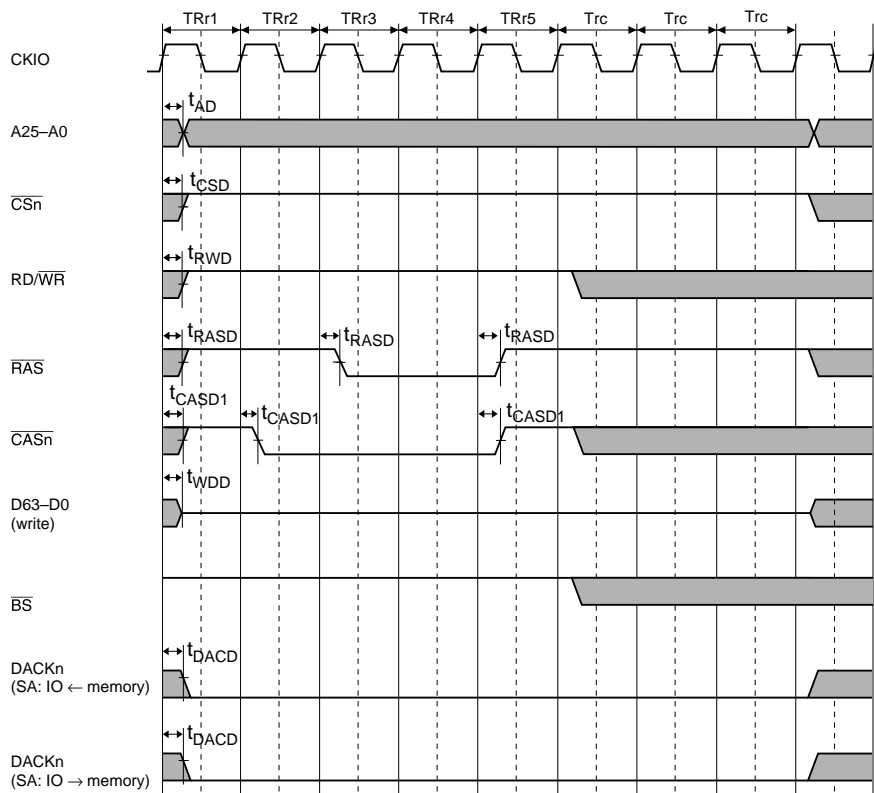 TRr1 TRr2 TRr3 TRr4 TRr5 Trc Trc Trc
CKIO
tAD
A25–A0
tCSD
CSn
tRWD
RD/WR
tRASD tRASD tRASD
RAS
tCASD1 tCASD1 tCASD1
CASn
tWDD
D63–D0
(write)
BS
tDACD
DACKn
(SA: IO ← memory)
tDACD
DACKn
(SA: IO → memory)